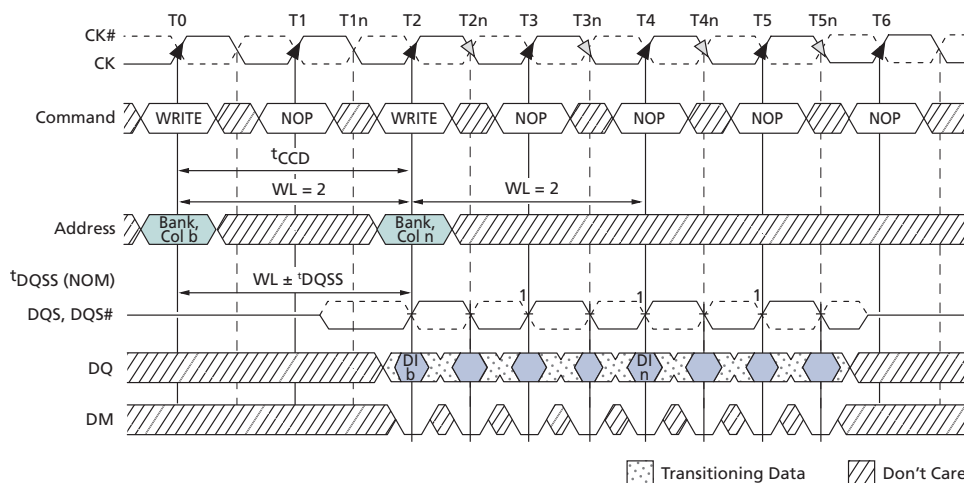 T0 T1 T1n T2 T2n T3 T3n T4 T4n T5 T5n T6
CK#
CK
Command WRITE NOP WRITE NOP NOP NOP NOP
tCCD
WL = 2 WL = 2
Address Bank, Col b Bank, Col n
tDQSS (NOM) WL ± tDQSS
1 1 1
DQS, DQS#
DQ DI b DI n
DM
Transitioning Data Don't Care